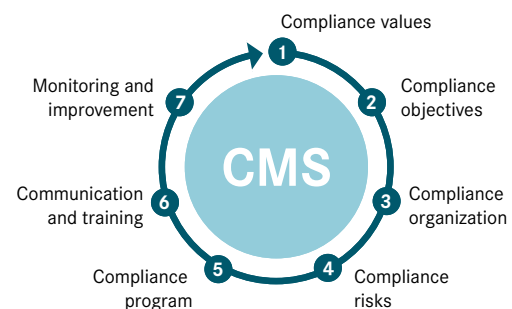 1
Compliance values
2
Compliance
objectives
3
Compliance
organization
4
Compliance
risks
5
Compliance
program
6
Communication
and training
7
Monitoring and
improvement
CMS